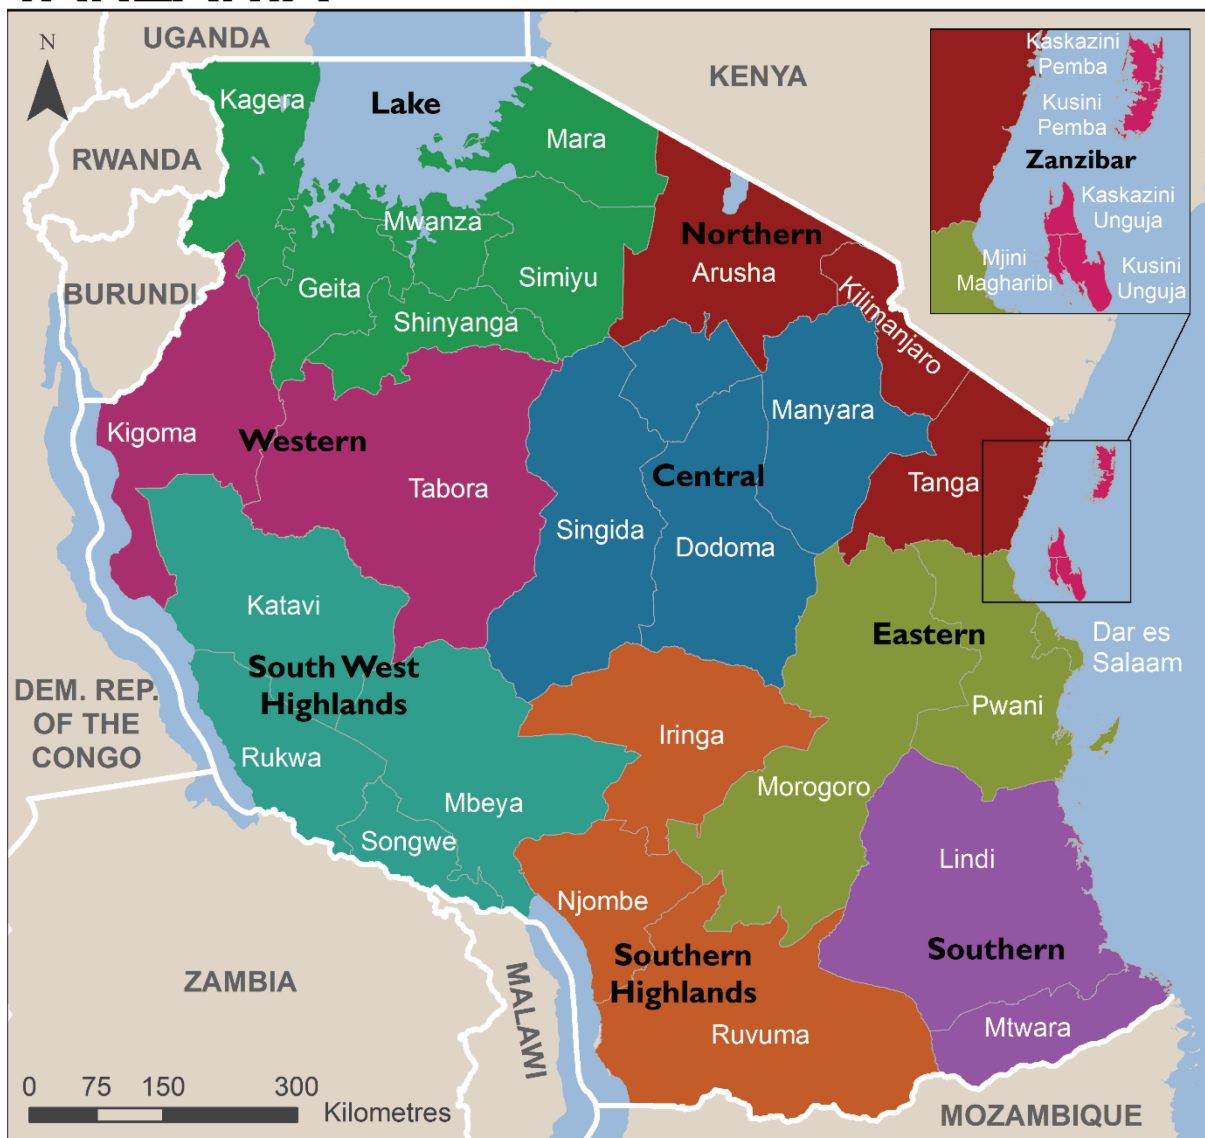 UGANDA
N
KENYA
Kaskazini
Pemba
Kagera
Lake
Kusini
Pemba
Mara
RWANDA
Zanzibar
Kaskazini
Unguja
Mwanza
Northern
Mjini
Magharibi
Kusini
Unguja
Arusha
Simiyu
BURUNDI
Geita
Kilimanjaro
Shinyanga
Manyara
Kigoma
Western
Central
Tabora
Tanga
Singida
Dodoma
Katavi
Eastern
Dar es
Salaam
South West
Highlands
DEM. REP.
OF THE
CONGO
Pwani
Iringa
Rukwa
Morogoro
Mbeya
Songwe
Lindi
Njombe
Southern
Southern
Highlands
ZAMBIA
MALAWI
Ruvuma
Mtwara
0 75 150 300
Kilometres
MOZAMBIQUE